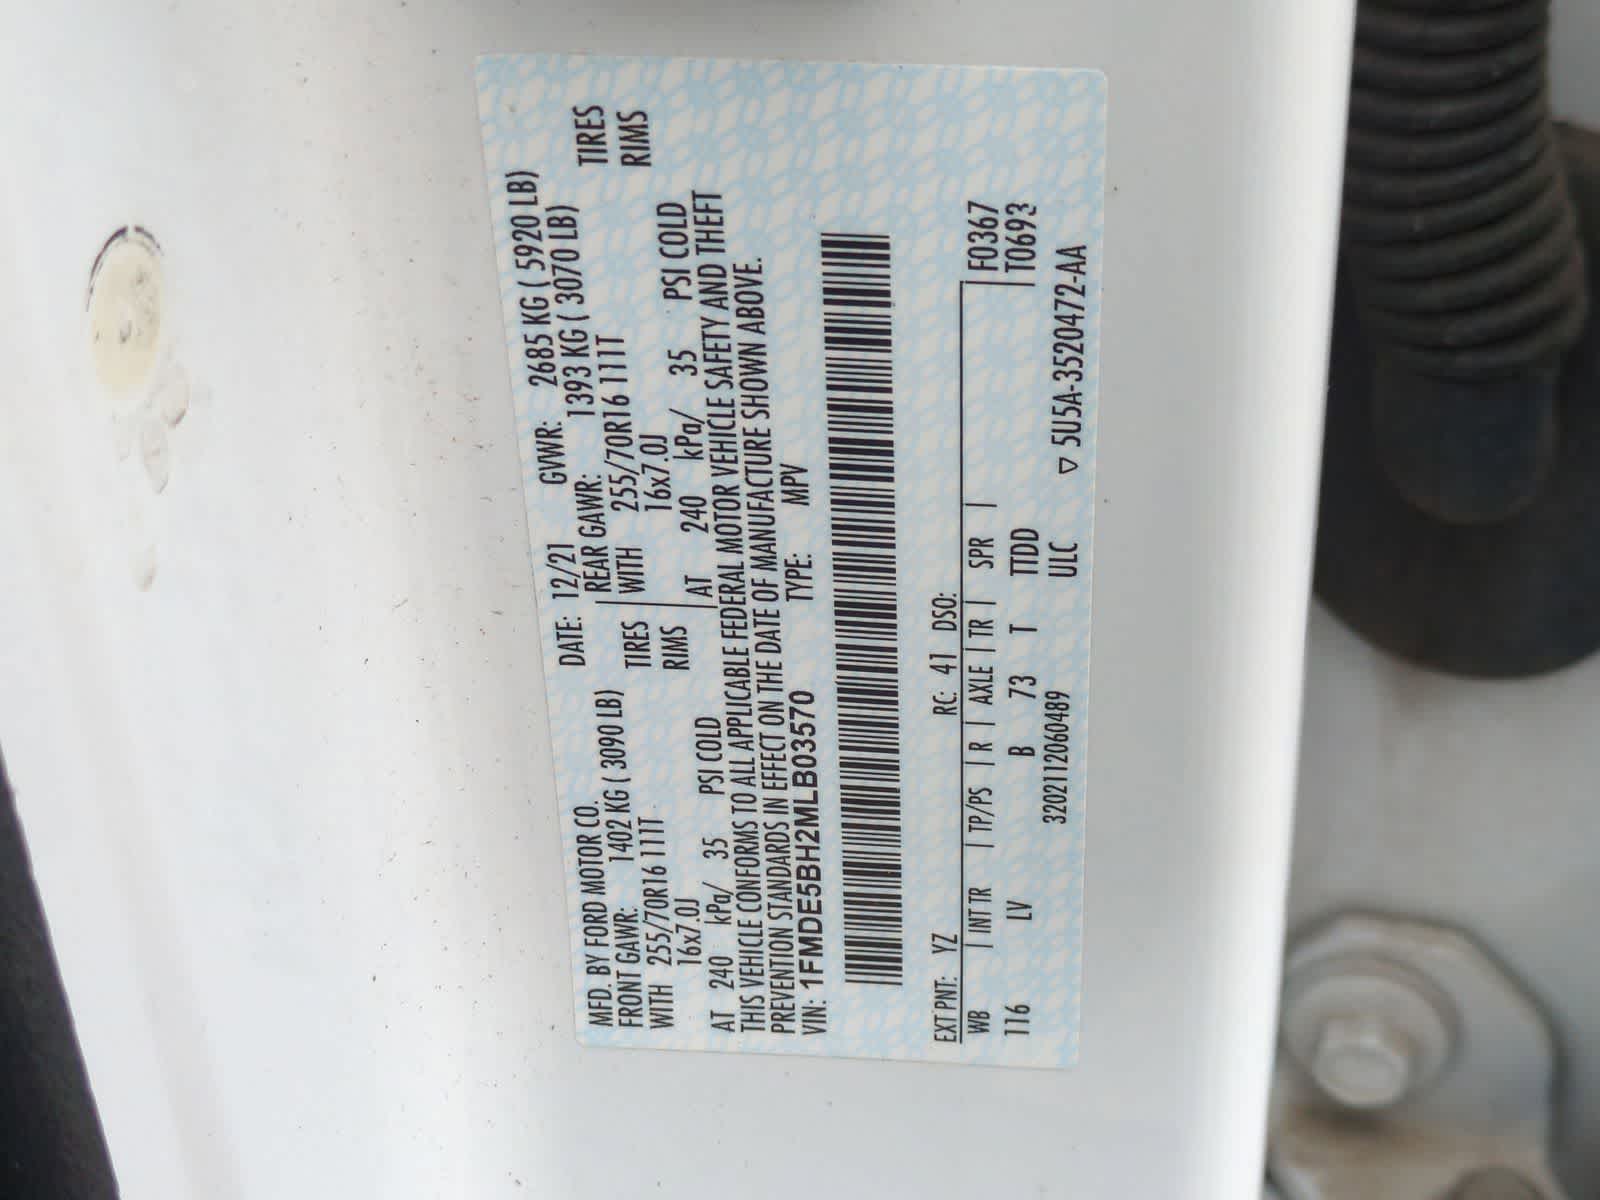 MFD. BY FORD MOTOR CO. DATE: 12/21 GVWR: 2685 KG ( 5920 LB)
FRONT GAWR: 1402 KG ( 3090 LB) REAR GAWR: 1393 KG ( 3070 LB)
WITH 255/70R16 111T TIRES WITH 255/70R16 111T TIRES
16x7.0J RIMS 16x7.0J RIMS
AT 240 kPa/ 35 PSI COLD AT 240 kPa/ 35 PSI COLD
THIS VEHICLE CONFORMS TO ALL APPLICABLE FEDERAL MOTOR VEHICLE SAFETY AND THEFT
PREVENTION STANDARDS IN EFFECT ON THE DATE OF MANUFACTURE SHOWN ABOVE.
VIN: 1FMDE5BH2MLB03570 TYPE: MPV
EXT PNT: YZ RC: 41 DSO:
WB | INT TR | TP/PS | R | AXLE | TR | SPR | F0367
116 LV B 73 T TTDD T0693
3202112060489 ULC ▽ 5U5A-3520472-AA